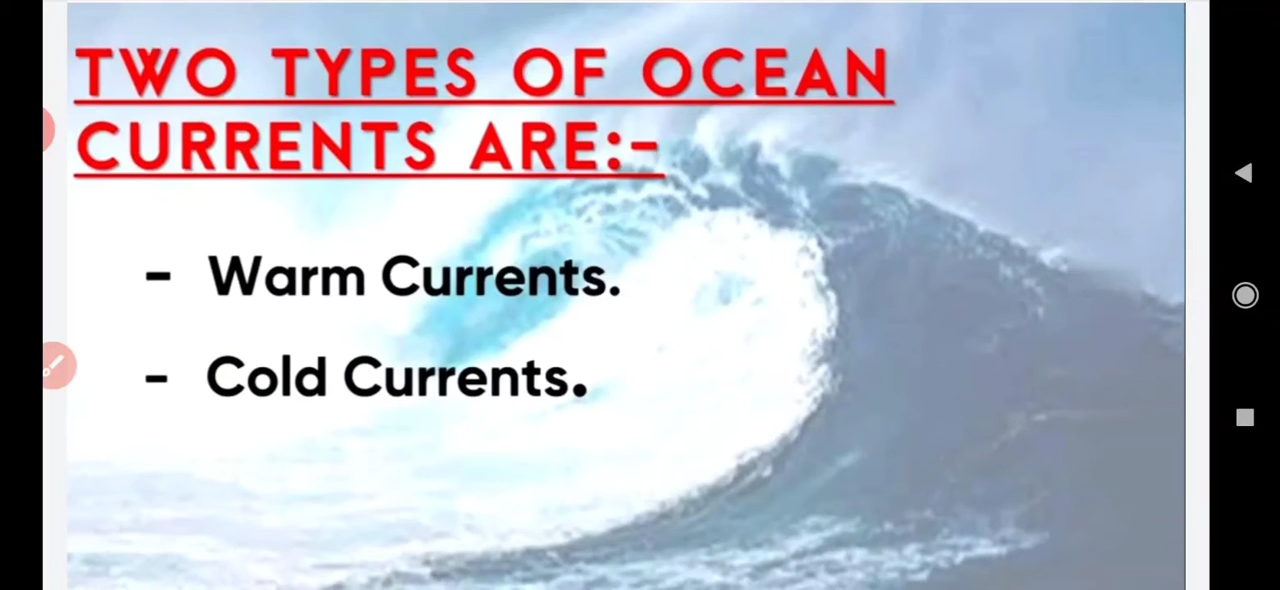 TWO TYPES OF OCEAN
CURRENTS ARE:-
- Warm Currents.
- Cold Currents.